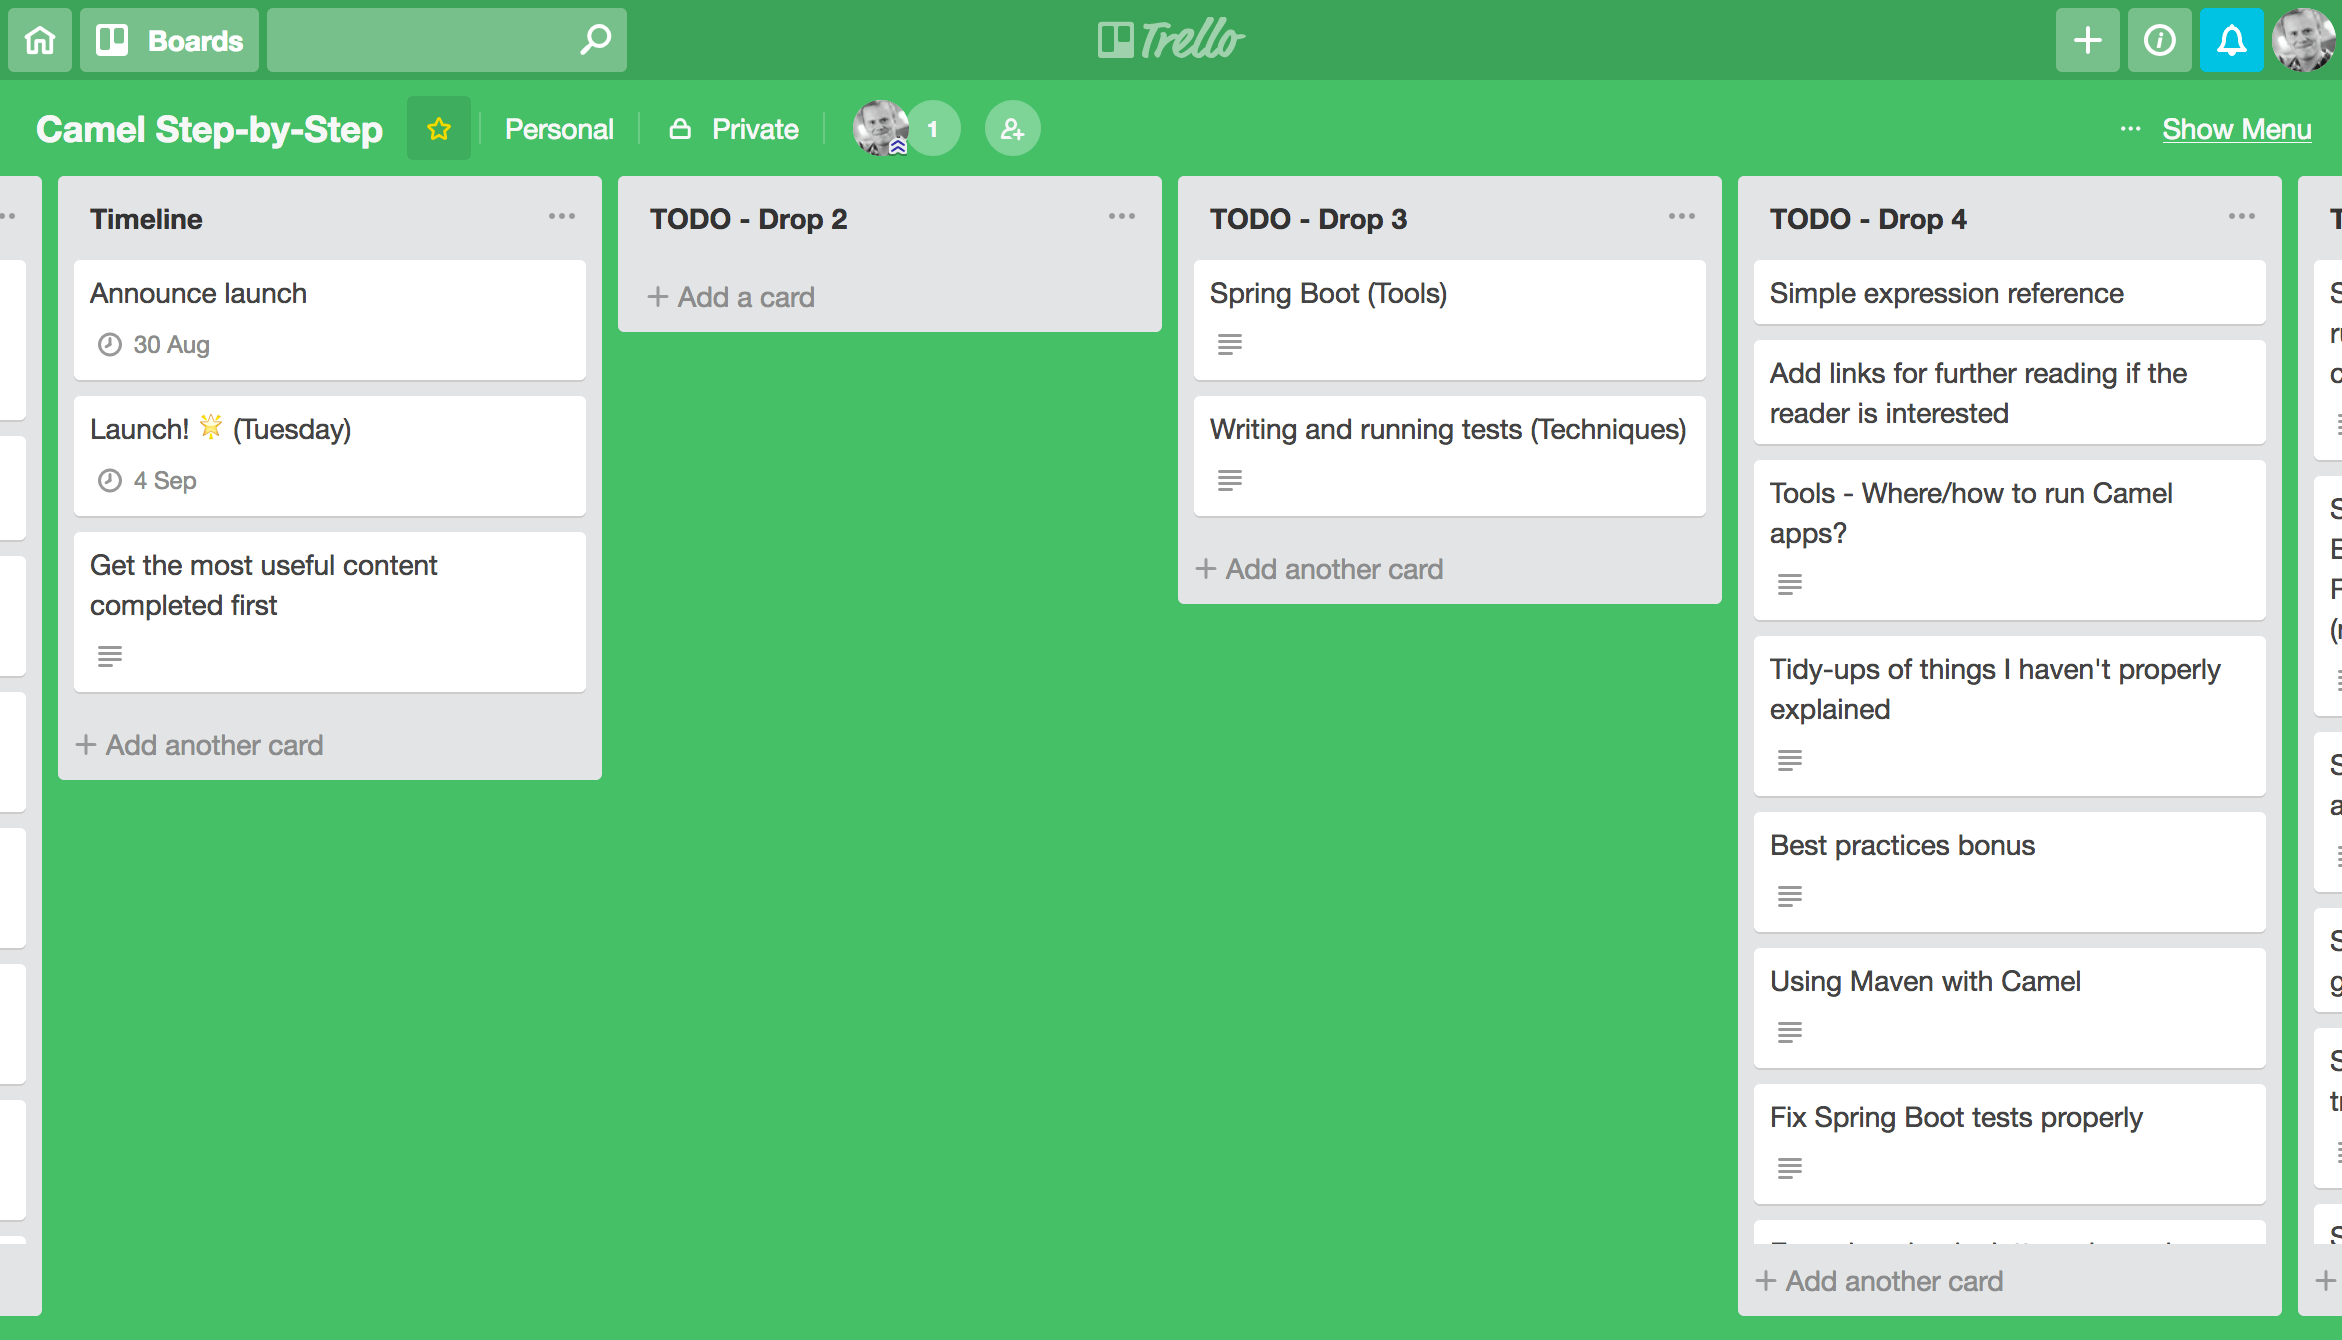 Boards
Trello
Camel Step-by-Step
Personal
Private
1
Show Menu
Timeline
Announce launch
30 Aug
Launch! 🌟 (Tuesday)
4 Sep
Get the most useful content
completed first
+ Add another card
TODO - Drop 2
+ Add a card
TODO - Drop 3
Spring Boot (Tools)
Writing and running tests (Techniques)
+ Add another card
TODO - Drop 4
Simple expression reference
Add links for further reading if the
reader is interested
Tools - Where/how to run Camel
apps?
Tidy-ups of things I haven't properly
explained
Best practices bonus
Using Maven with Camel
Fix Spring Boot tests properly
+ Add another card